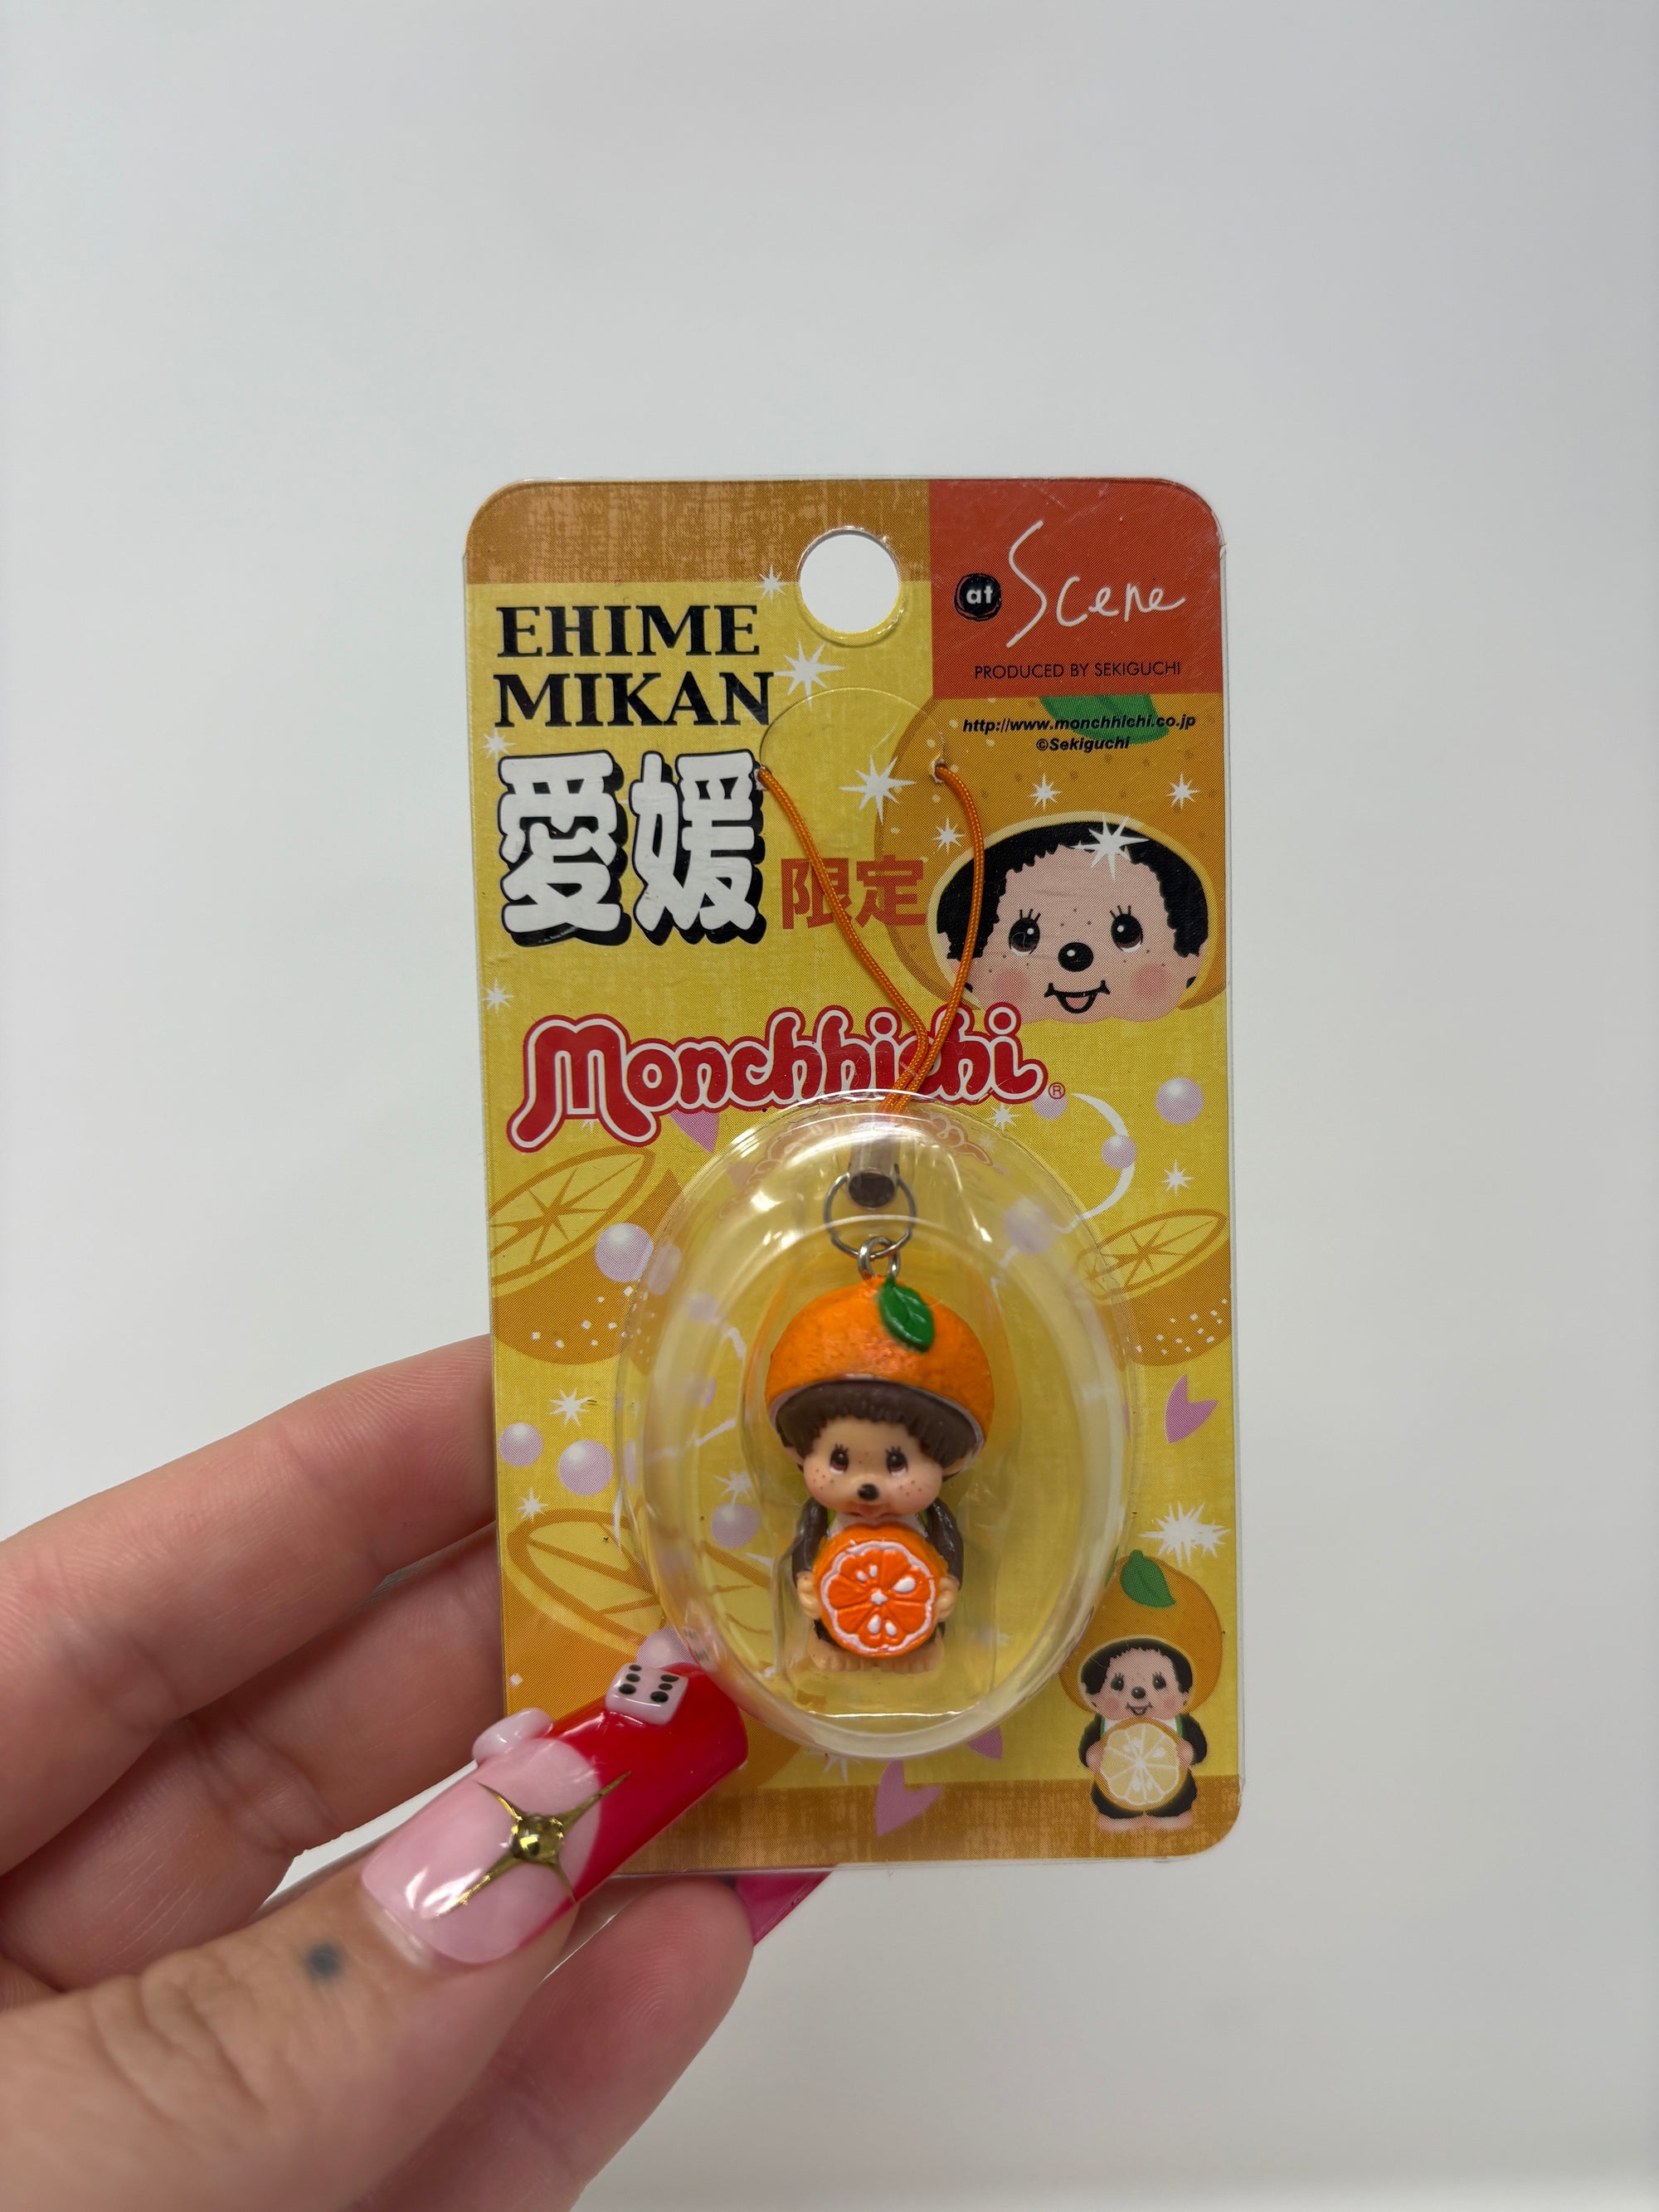 at Scene
PRODUCED BY SEKIGUCHI
http://www.monchhichi.co.jp
©Sekiguchi
EHIME
MIKAN
愛媛限定
Monchhichi®